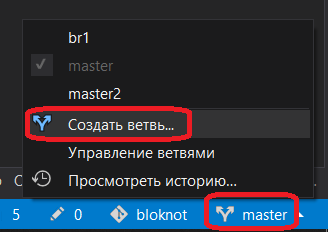 br1
master
master2
Создать ветвь...
Управление ветвями
Просмотреть историю...
5 0 bloknot master